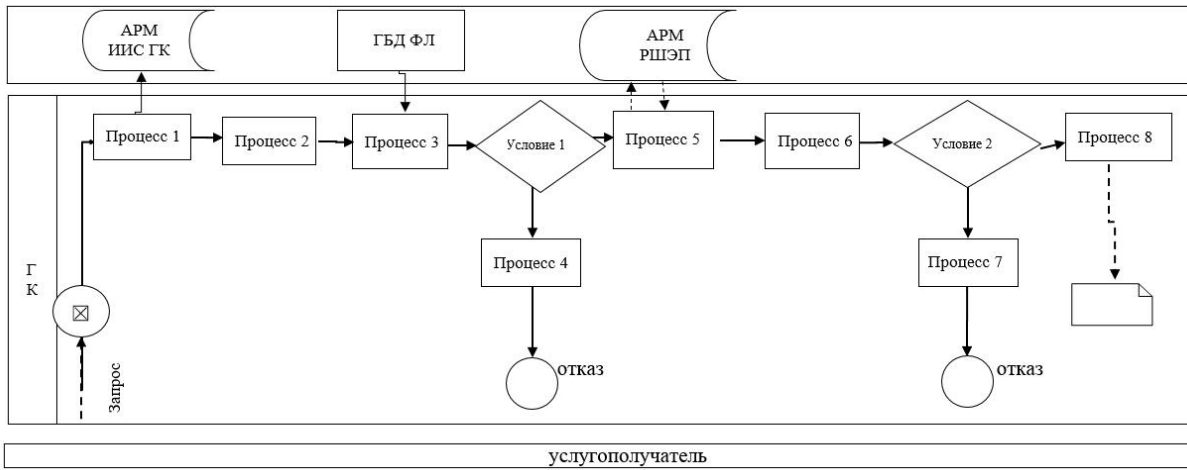 АРМ
ИИС ГК
ГБД ФЛ
АРМ
РШЭП
Процесс 1
Процесс 2
Процесс 3
Условие 1
Процесс 5
Процесс 6
Условие 2
Процесс 8
Процесс 4
Процесс 7
Г
К
Запрос
отказ
отказ
услугополучатель